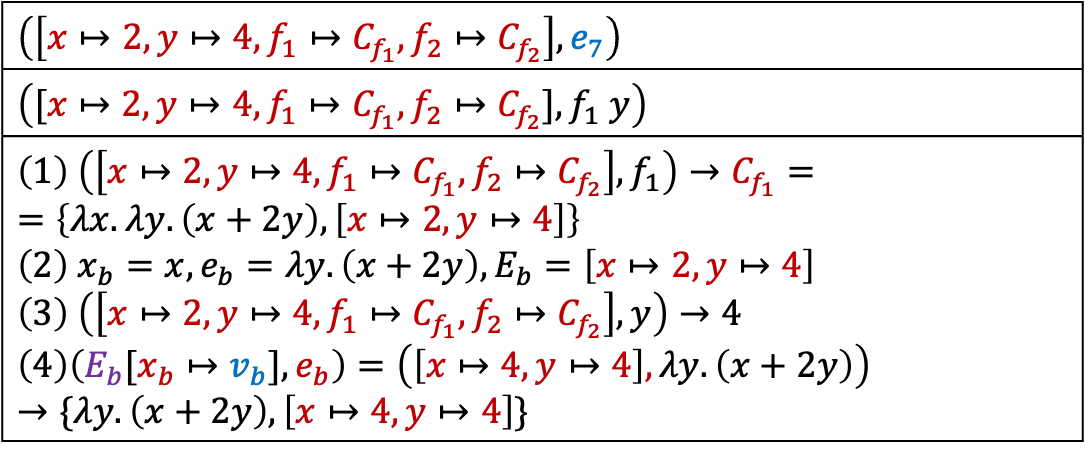 ([x ↦ 2, y ↦ 4, f₁ ↦ C_{f₁}, f₂ ↦ C_{f₂}], e₇)
([x ↦ 2, y ↦ 4, f₁ ↦ C_{f₁}, f₂ ↦ C_{f₂}], f₁ y)
(1) ([x ↦ 2, y ↦ 4, f₁ ↦ C_{f₁}, f₂ ↦ C_{f₂}], f₁) → C_{f₁} =
= {λx. λy. (x + 2y), [x ↦ 2, y ↦ 4]}
(2) x_b = x, e_b = λy. (x + 2y), E_b = [x ↦ 2, y ↦ 4]
(3) ([x ↦ 2, y ↦ 4, f₁ ↦ C_{f₁}, f₂ ↦ C_{f₂}], y) → 4
(4)(E_b[x_b ↦ v_b], e_b) = ([x ↦ 4, y ↦ 4], λy. (x + 2y))
→ {λy. (x + 2y), [x ↦ 4, y ↦ 4]}